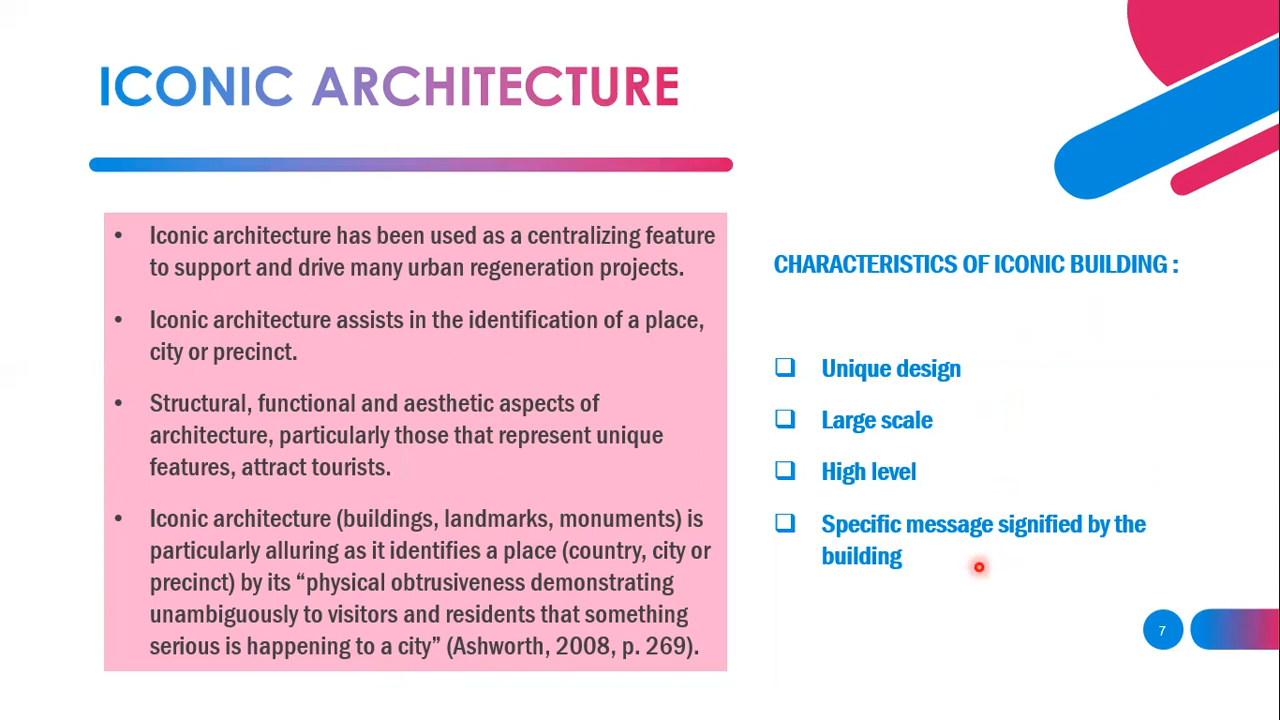 ICONIC ARCHITECTURE
• Iconic architecture has been used as a centralizing feature
to support and drive many urban regeneration projects.
• Iconic architecture assists in the identification of a place,
city or precinct.
• Structural, functional and aesthetic aspects of
architecture, particularly those that represent unique
features, attract tourists.
• Iconic architecture (buildings, landmarks, monuments) is
particularly alluring as it identifies a place (country, city or
precinct) by its “physical obtrusiveness demonstrating
unambiguously to visitors and residents that something
serious is happening to a city” (Ashworth, 2008, p. 269).
CHARACTERISTICS OF ICONIC BUILDING :
❑ Unique design
❑ Large scale
❑ High level
❑ Specific message signified by the
building
7